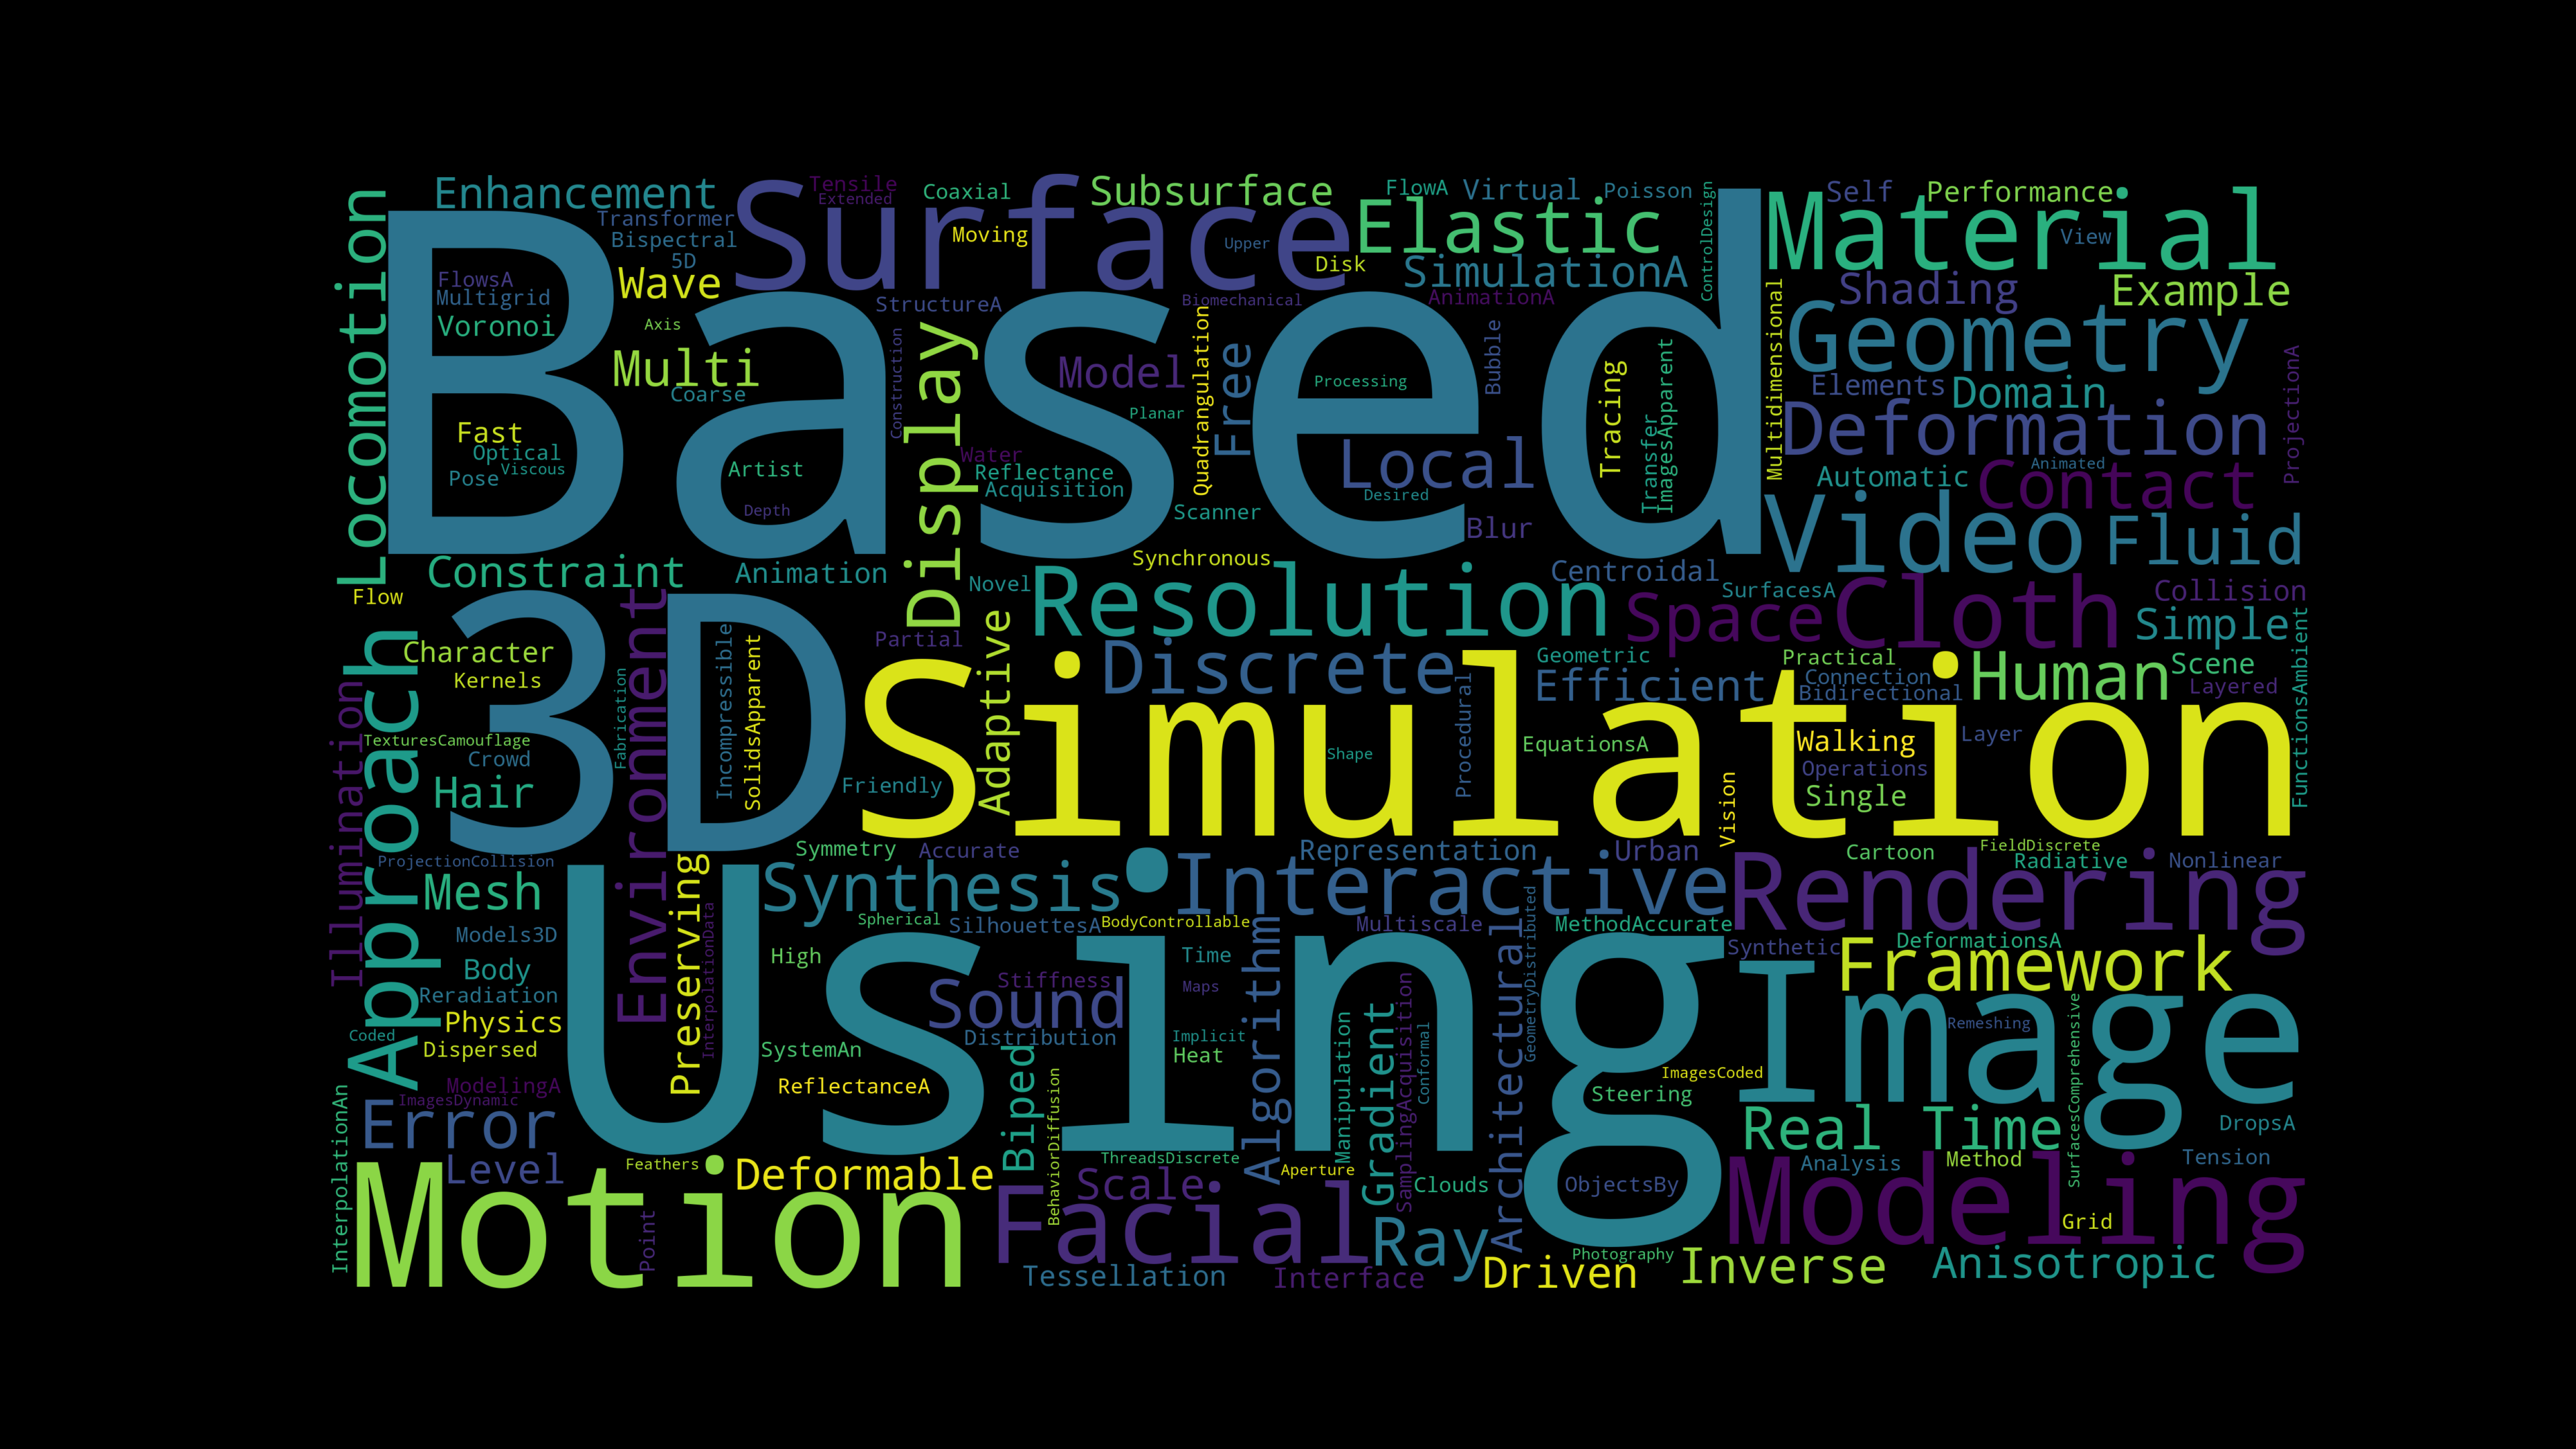 Locomotion
Enhancement
Transformer
Bispectral
5D
Tensile
Extended
Surface
Coaxial
Moving
Subsurface
Upper
Disk
FlowA
Virtual
Poisson
Elastic
SimulationA
AnimationA
ControlDesign
Self
Performance
Material
View
Shading
Example
Based
FlowsA
Multigrid
Voronoi
Wave
Axis
Multi
Coarse
StructureA
Construction
Display
Biomechanical
Model
Quadrangulation
Free
Planar
Processing
Bubble
Tracing
Transfer
ImagesApparent
Multidimensional
Geometry
Elements
Domain
ProjectionA
Deformation
Fast
Optical
Viscous
Pose
Artist
Depth
Water
Reflectance
Acquisition
Scanner
Local
Desired
Blur
Automatic
Animated
Contact
Video
Fluid
Constraint
Animation
Flow
Novel
Synchronous
Resolution
Centroidal
SurfacesA
Space
Cloth
Collision
Simple
FunctionsAmbient
Approach
Illumination
Character
Kernels
3D
Environment
Fabrication
Incompressible
SolidsApparent
Partial
Adaptive
Discrete
Geometric
Efficient
Procedural
Practical
Connection
Bidirectional
Human
Scene
Layered
TexturesCamouflage
Crowd
Hair
Friendly
Simulation
Shape
EquationsA
Vision
Walking
Operations
Single
Layer
ProjectionCollision
Mesh
Models3D
Body
Reradiation
Physics
Coded
Dispersed
Preserving
InterpolationData
Symmetry
Accurate
Synthesis
Spherical
SilhouettesA
BodyControllable
High
Representation
Urban
Interactive
Multiscale
MethodAccurate
Cartoon
FieldDiscrete
Radiative
Nonlinear
Rendering
Synthetic
DeformationsA
Framework
Using
Stiffness
Sound
Distribution
Time
Maps
Implicit
Heat
SystemAn
ReflectanceA
Algorithm
Manipulation
Gradient
SamplingAcquisition
Conformal
Architectural
GeometryDistributed
ImagesCoded
Steering
Image
Remeshing
SurfacesComprehensive
Real Time
DropsA
ModelingA
ImagesDynamic
Error
Level
InterpolationAn
Feathers
Motion
Point
Deformable
Biped
BehaviorDiffusion
ThreadsDiscrete
Scale
Facial
Aperture
Clouds
Ray
ObjectsBy
Analysis
Method
Tension
Modeling
Grid
Tessellation
Interface
Driven
Photography
Inverse
Anisotropic